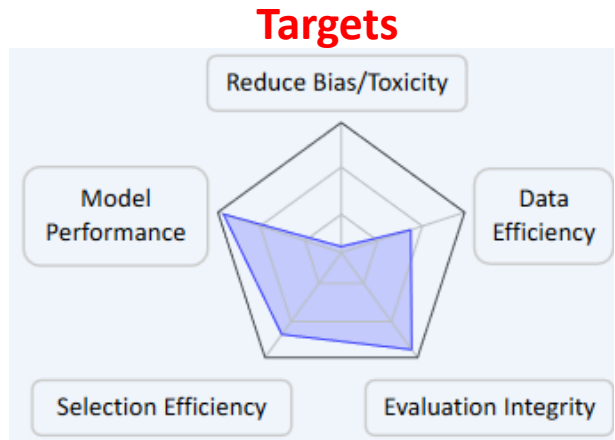 Targets
Reduce Bias/Toxicity
Model
Performance
Data
Efficiency
Selection Efficiency
Evaluation Integrity